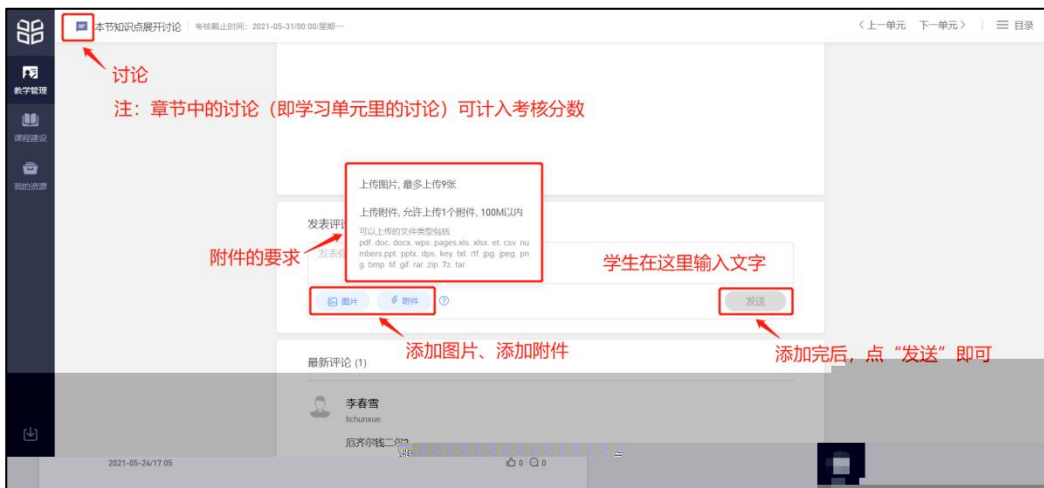 本节知识点展开讨论 考核截止时间：2021-05-31/00:00/星期一
〈 上一单元 下一单元 〉 目录
教学管理
课程建设
我的资源
讨论
注：章节中的讨论（即学习单元里的讨论）可计入考核分数
上传图片, 最多上传9张
上传附件, 允许上传1个附件, 100M以内
可以上传的文件类型包括
pdf. doc. docx. wps. pages.xls. xlsx. et. csv. nu
mbers.ppt. pptx. dps. key. txt. rtf .jpg. jpeg. pn
g. bmp. tif. gif. rar. zip. 7z. tar
发表评
附件的要求
学生在这里输入文字
图片 附件
发送
添加图片、添加附件
添加完后，点“发送”即可
最新评论 (1)
李春雪
lichunxue
2021-05-24/17:05
0 0